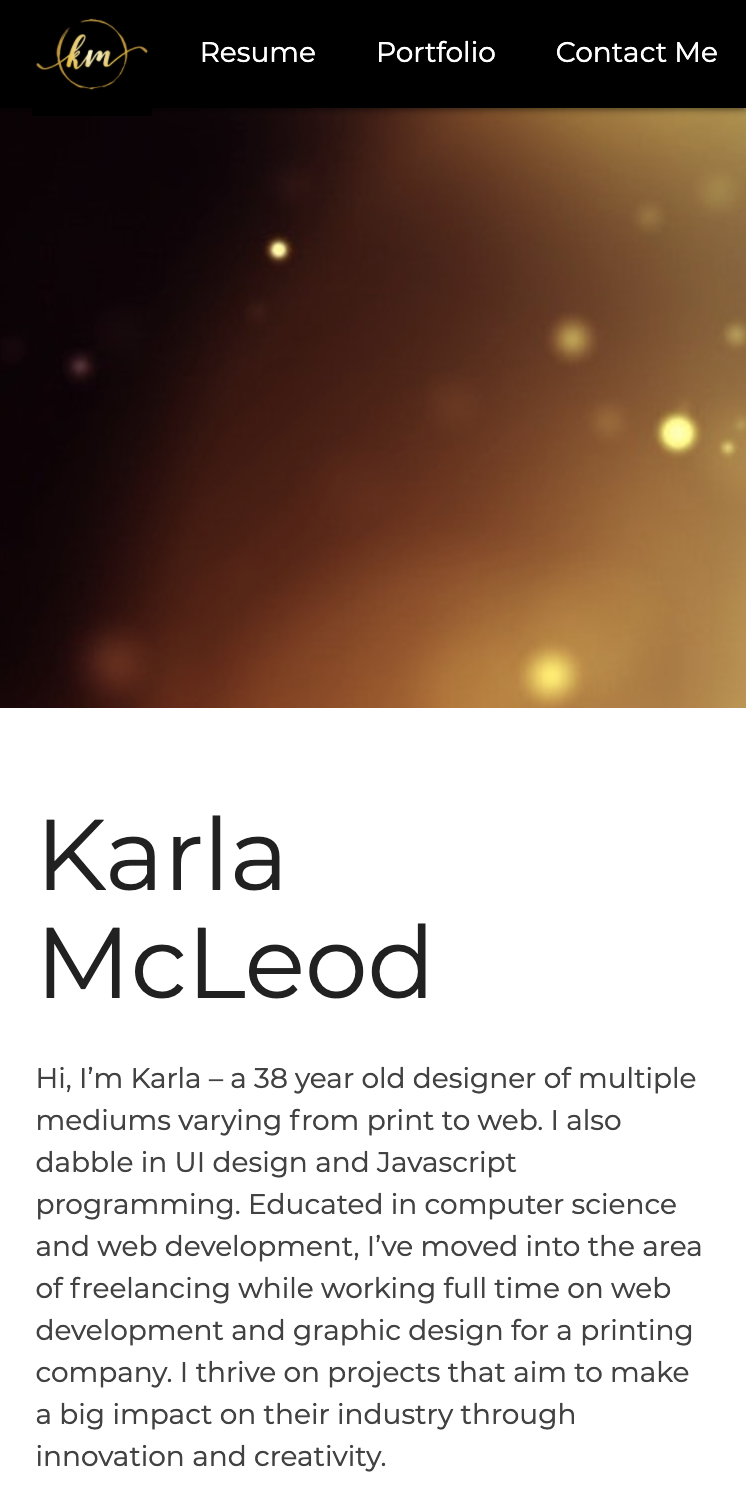 km Resume Portfolio Contact Me
Karla
McLeod
Hi, I’m Karla – a 38 year old designer of multiple
mediums varying from print to web. I also
dabble in UI design and Javascript
programming. Educated in computer science
and web development, I’ve moved into the area
of freelancing while working full time on web
development and graphic design for a printing
company. I thrive on projects that aim to make
a big impact on their industry through
innovation and creativity.